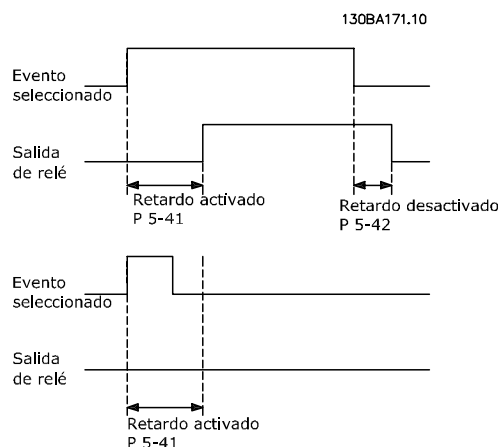 130BA171.10
Evento
seleccionado
Salida
de relé
Retardo activado
P 5-41
Retardo desactivado
P 5-42
Evento
seleccionado
Salida
de relé
Retardo activado
P 5-41